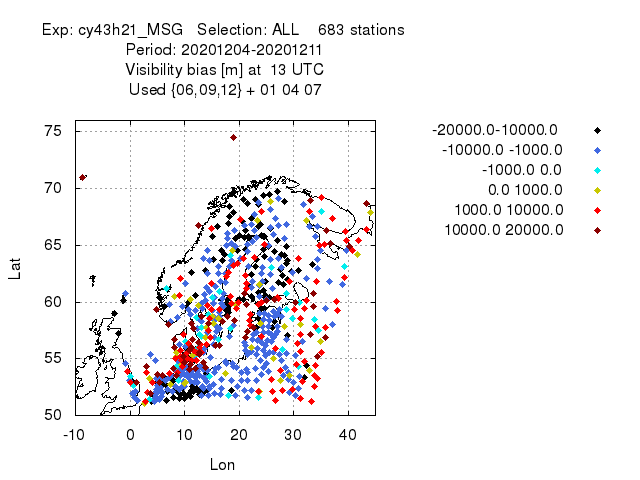 Exp: cy43h21_MSG   Selection: ALL    683 stations
Period: 20201204-20201211
Visibility bias [m] at  13 UTC
Used {06,09,12} + 01 04 07
-20000.0-10000.0
-10000.0 -1000.0
-1000.0 0.0
0.0 1000.0
1000.0 10000.0
10000.0 20000.0
75
70
65
60
55
50
Lat
-10 0 10 20 30 40
Lon